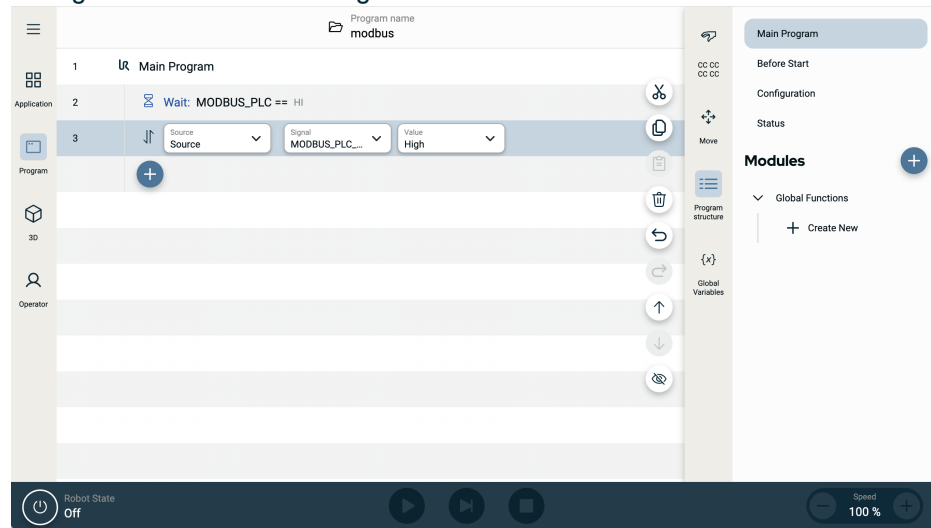 Program name
modbus
Main Program
Before Start
Configuration
Status
Modules
Global Functions
Create New
1 Main Program
2 Wait: MODBUS_PLC == HI
3 Source Source Signal MODBUS_PLC_... Value High
Application
Program
3D
Operator
CC CC
CC CC
Move
Program
structure
{x}
Global
Variables
Robot State
Off
Speed
100 %